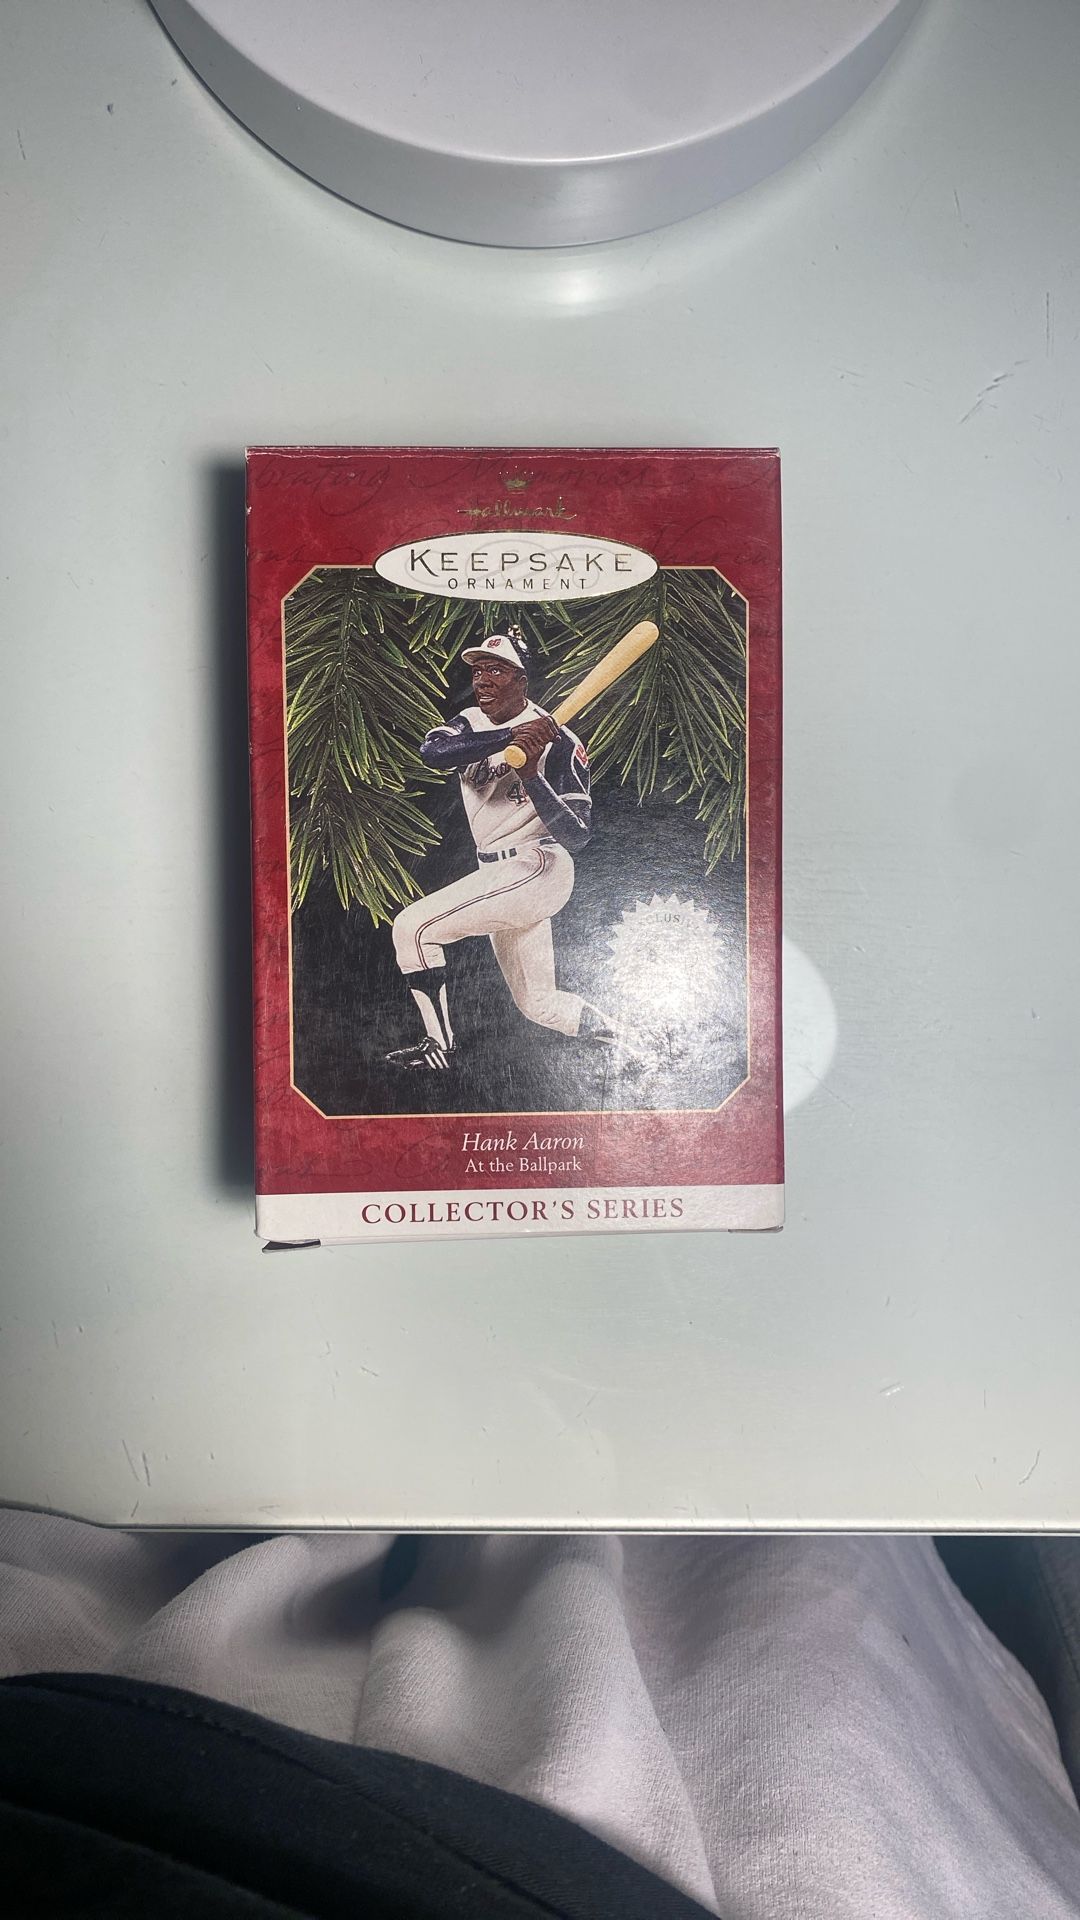 Hallmark
KEEPSAKE
ORNAMENT
Hank Aaron
At the Ballpark
COLLECTOR'S SERIES